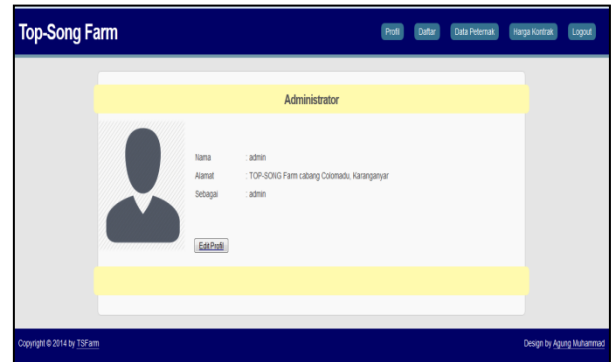 Top-Song Farm
Profil Daftar Data Peternak Harga Kontrak Logout
Administrator
Nama : admin
Alamat : TOP-SONG Farm cabang Colomadu, Karanganyar
Sebagai : admin
Edit Profil
Copyright © 2014 by TSFarm Design by Agung Muhammad